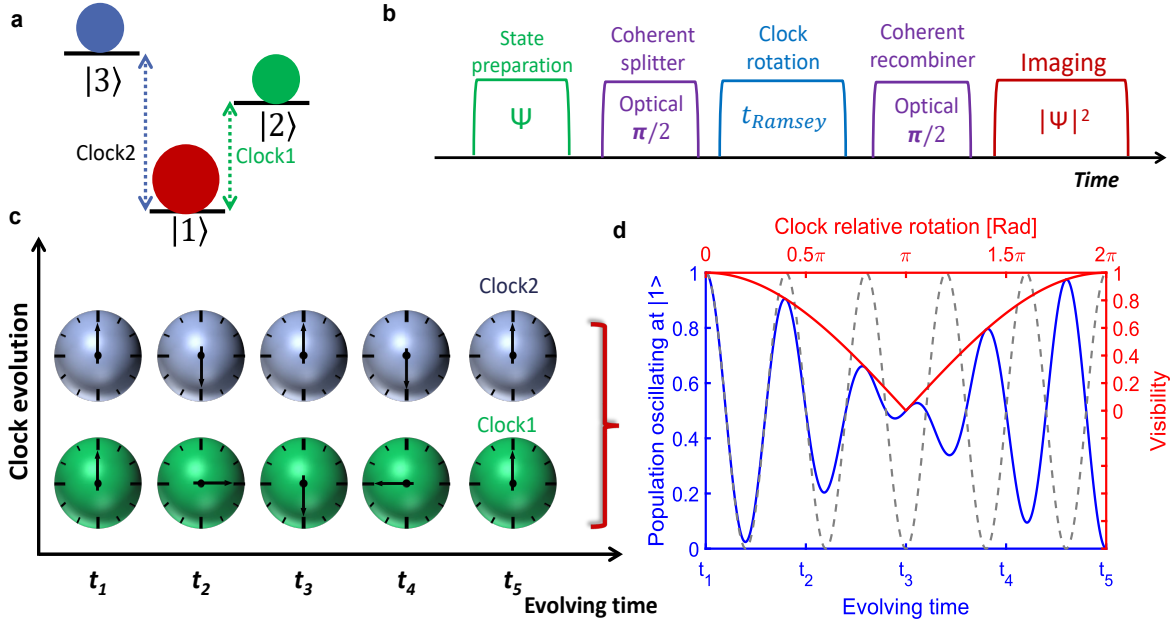 a
|3⟩
|2⟩
Clock2
Clock1
|1⟩
b
State
preparation
Ψ
Coherent
splitter
Optical
π/2
Clock
rotation
t_Ramsey
Coherent
recombiner
Optical
π/2
Imaging
|Ψ|²
Time
c
Clock evolution
Clock2
Clock1
t₁ t₂ t₃ t₄ t₅
Evolving time
d
Clock relative rotation [Rad]
0 0.5π π 1.5π 2π
Population oscillating at |1>
1
0.8
0.6
0.4
0.2
0
Visibility
1
0.8
0.6
0.4
0.2
0
t₁ t₂ t₃ t₄ t₅
Evolving time